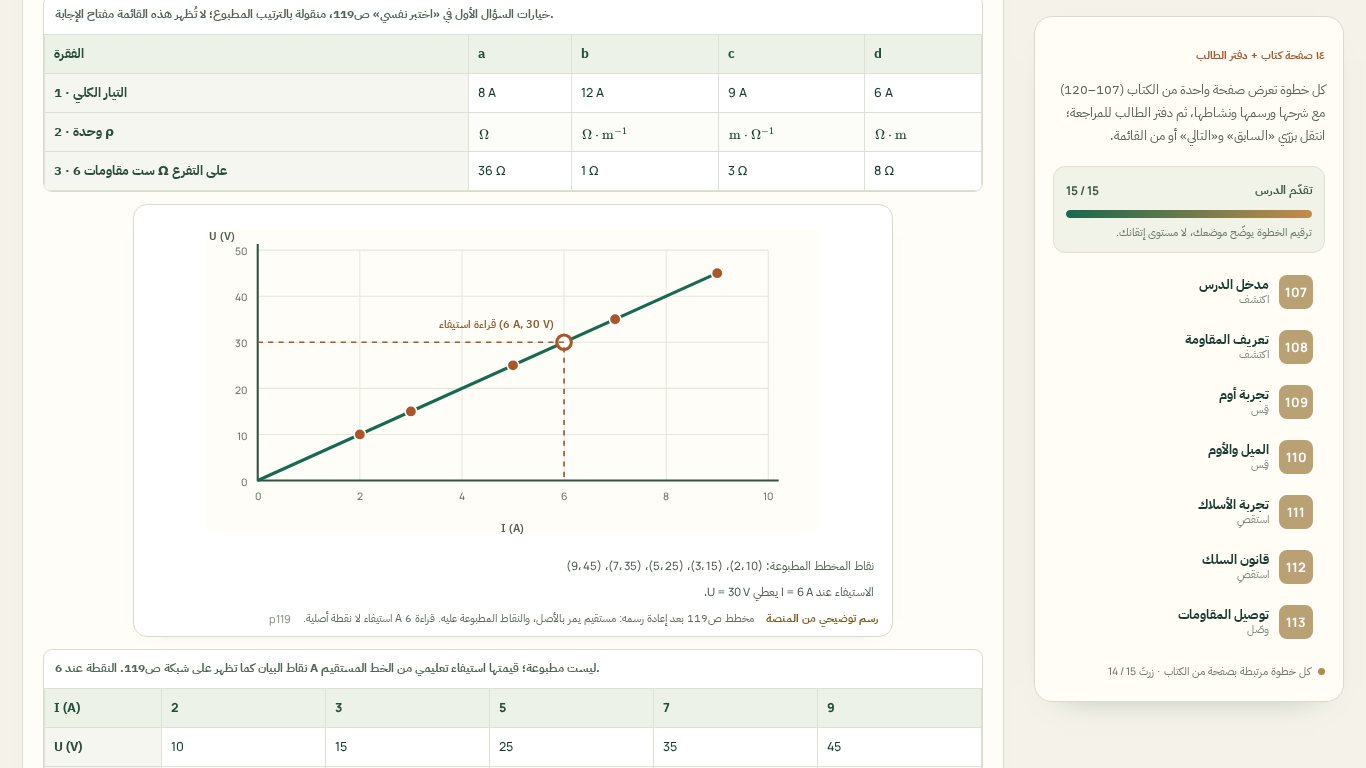 خيارات السؤال الأول في «اختبر نفسي» ص119، منقولة بالترتيب المطبوع؛ لا تُظهر هذه القائمة مفتاح الإجابة.
الفقرة a b c d
1 · التيار الكلي 8 A 12 A 9 A 6 A
2 · وحدة ρ Ω Ω · m⁻¹ m · Ω⁻¹ Ω · m
3 · 6 ست مقاومات Ω على التفرع 36 Ω 1 Ω 3 Ω 8 Ω
U (V)
50
40
30
20
10
0
قراءة استيفاء (6 A, 30 V)
0 2 4 6 8 10
I (A)
نقاط المخطط المطبوعة: (2،10)، (3،15)، (5،25)، (7،35)، (9،45)
الاستيفاء عند I = 6 A يعطي U = 30 V.
رسم توضيحي من المنصة مخطط ص119 بعد إعادة رسمه: مستقيم يمر بالأصل، والنقاط المطبوعة عليه. قراءة 6 A استيفاء لا نقطة أصلية. p119
نقاط البيان كما تظهر على شبكة ص119. النقطة عند 6 A ليست مطبوعة؛ قيمتها استيفاء تعليمي من الخط المستقيم.
I (A) 2 3 5 7 9
U (V) 10 15 25 35 45
١٤ صفحة كتاب + دفتر الطالب
كل خطوة تعرض صفحة واحدة من الكتاب (107–120)
مع شرحها ورسمها ونشاطها، ثم دفتر الطالب للمراجعة؛
انتقل بزرّي «السابق» و«التالي» أو من القائمة.
تقدّم الدرس 15 / 15
ترقيم الخطوة يوضّح موضعك، لا مستوى إتقانك.
107 مدخل الدرس
اكتشف
108 تعريف المقاومة
اكتشف
109 تجربة أوم
قِس
110 الميل والأوم
قِس
111 تجربة الأسلاك
استقصِ
112 قانون السلك
استقصِ
113 توصيل المقاومات
وصّل
كل خطوة مرتبطة بصفحة من الكتاب · زرتَ 15 / 14